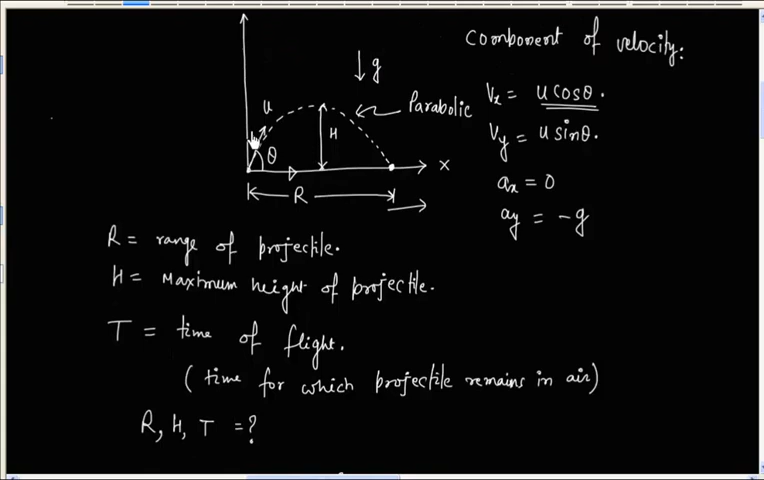 Component of velocity:
g
u
Parabolic
Vx = u cosθ.
H
Vy = u sinθ.
θ
x
ax = 0
R
ay = -g
R = range of projectile.
H = Maximum height of projectile.
T = time of flight.
(time for which projectile remains in air)
R, H, T = ?